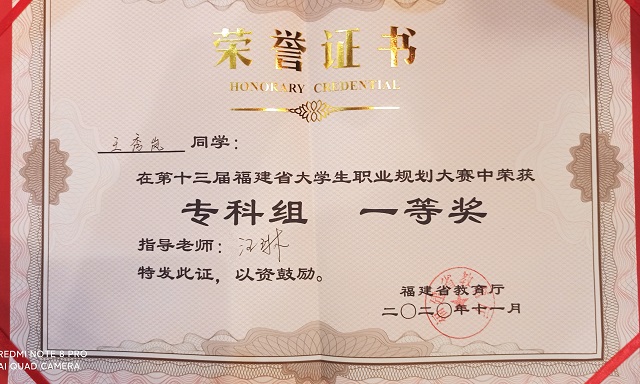 荣誉证书
HONORARY CREDENTIAL
同学：
在第十三届福建省大学生职业规划大赛中荣获
专科组 一等奖
指导老师：汪琳
特发此证，以资鼓励。
福建省教育厅
二〇二〇年十一月
REDMI NOTE 8 PRO
AI QUAD CAMERA